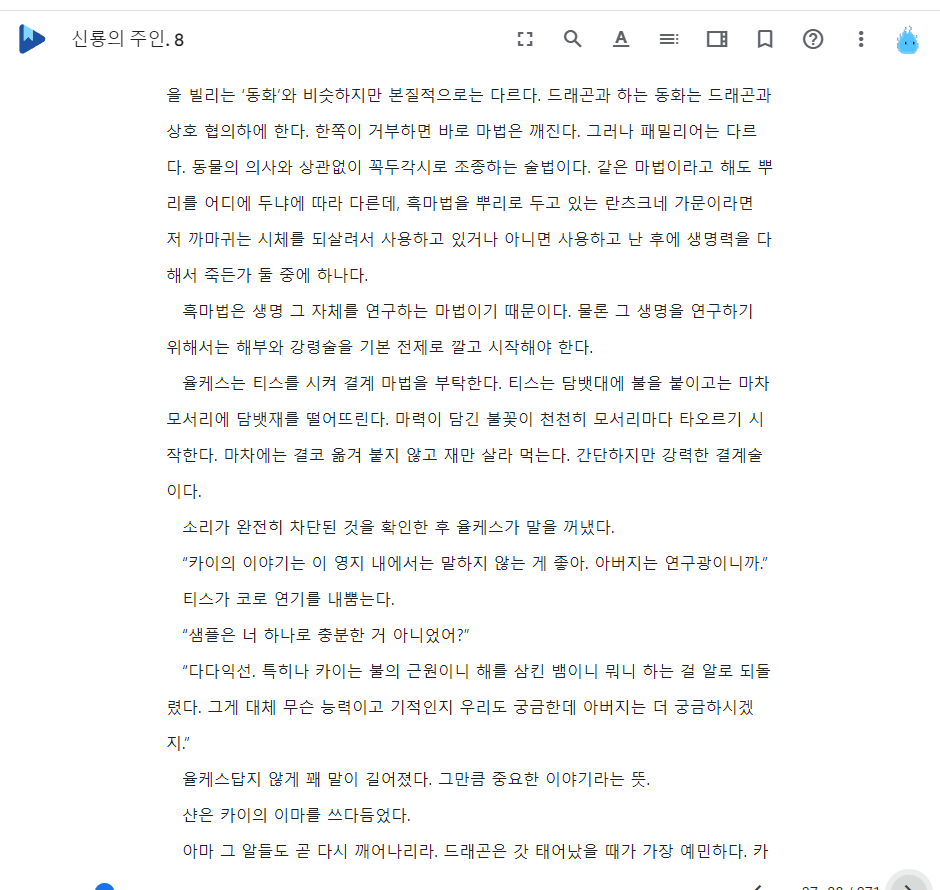 신룡의 주인. 8
을 빌리는 ‘동화’와 비슷하지만 본질적으로는 다르다. 드래곤과 하는 동화는 드래곤과
상호 협의하에 한다. 한쪽이 거부하면 바로 마법은 깨진다. 그러나 패밀리어는 다르
다. 동물의 의사와 상관없이 꼭두각시로 조종하는 술법이다. 같은 마법이라고 해도 뿌
리를 어디에 두냐에 따라 다른데, 흑마법을 뿌리로 두고 있는 란츠크네 가문이라면
저 까마귀는 시체를 되살려서 사용하고 있거나 아니면 사용하고 난 후에 생명력을 다
해서 죽든가 둘 중에 하나다.
흑마법은 생명 그 자체를 연구하는 마법이기 때문이다. 물론 그 생명을 연구하기
위해서는 해부와 강령술을 기본 전제로 깔고 시작해야 한다.
율케스는 티스를 시켜 결계 마법을 부탁한다. 티스는 담뱃대에 불을 붙이고는 마차
모서리에 담뱃재를 떨어뜨린다. 마력이 담긴 불꽃이 천천히 모서리마다 타오르기 시
작한다. 마차에는 결코 옮겨 붙지 않고 재만 살라 먹는다. 간단하지만 강력한 결계술
이다.
소리가 완전히 차단된 것을 확인한 후 율케스가 말을 꺼냈다.
“카이의 이야기는 이 영지 내에서는 말하지 않는 게 좋아. 아버지는 연구광이니까.”
티스가 코로 연기를 내뿜는다.
“샘플은 너 하나로 충분한 거 아니었어?”
“다다익선. 특히나 카이는 불의 근원이니 해를 삼킨 뱀이니 뭐니 하는 걸 알로 되돌
렸다. 그게 대체 무슨 능력이고 기적인지 우리도 궁금한데 아버지는 더 궁금하시겠
지.”
율케스답지 않게 꽤 말이 길어졌다. 그만큼 중요한 이야기라는 뜻.
샨은 카이의 이마를 쓰다듬었다.
아마 그 알들도 곧 다시 깨어나리라. 드래곤은 갓 태어났을 때가 가장 예민하다. 카